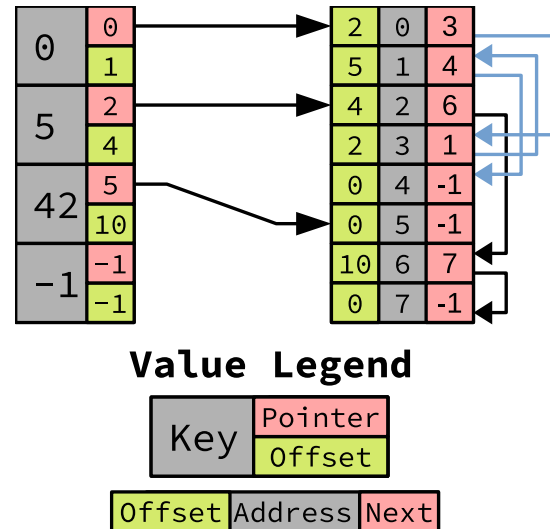 0 0 1
5 2 4
42 5 10
-1 -1 -1
2 0 3
5 1 4
4 2 6
2 3 1
0 4 -1
0 5 -1
10 6 7
0 7 -1
Value Legend
Key Pointer Offset
Offset Address Next